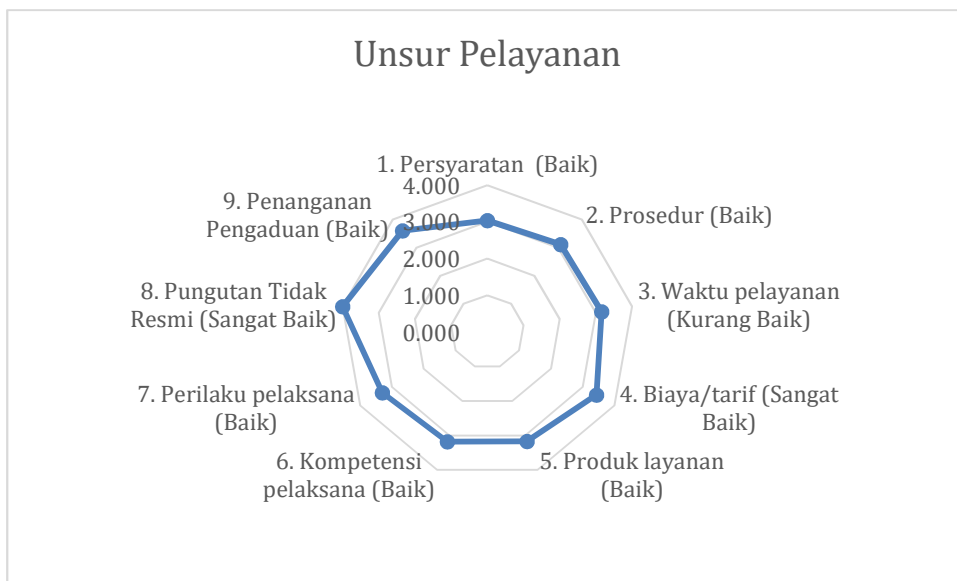 Unsur Pelayanan
1. Persyaratan  (Baik)
4.000
3.000
2.000
1.000
0.000
2. Prosedur (Baik)
3. Waktu pelayanan
(Kurang Baik)
4. Biaya/tarif (Sangat
Baik)
5. Produk layanan
(Baik)
6. Kompetensi
pelaksana (Baik)
7. Perilaku pelaksana
(Baik)
8. Pungutan Tidak
Resmi (Sangat Baik)
9. Penanganan
Pengaduan (Baik)